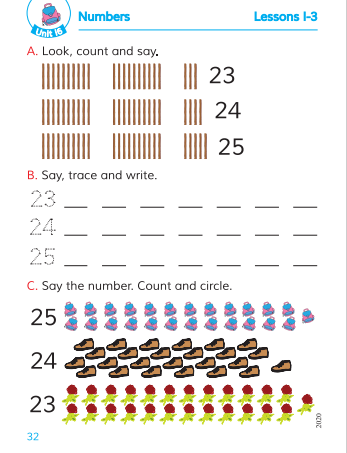 Unit 16
Numbers
Lessons 1-3
A. Look, count and say.
23
24
25
B. Say, trace and write.
23
24
25
C. Say the number. Count and circle.
25
24
23
32
2020